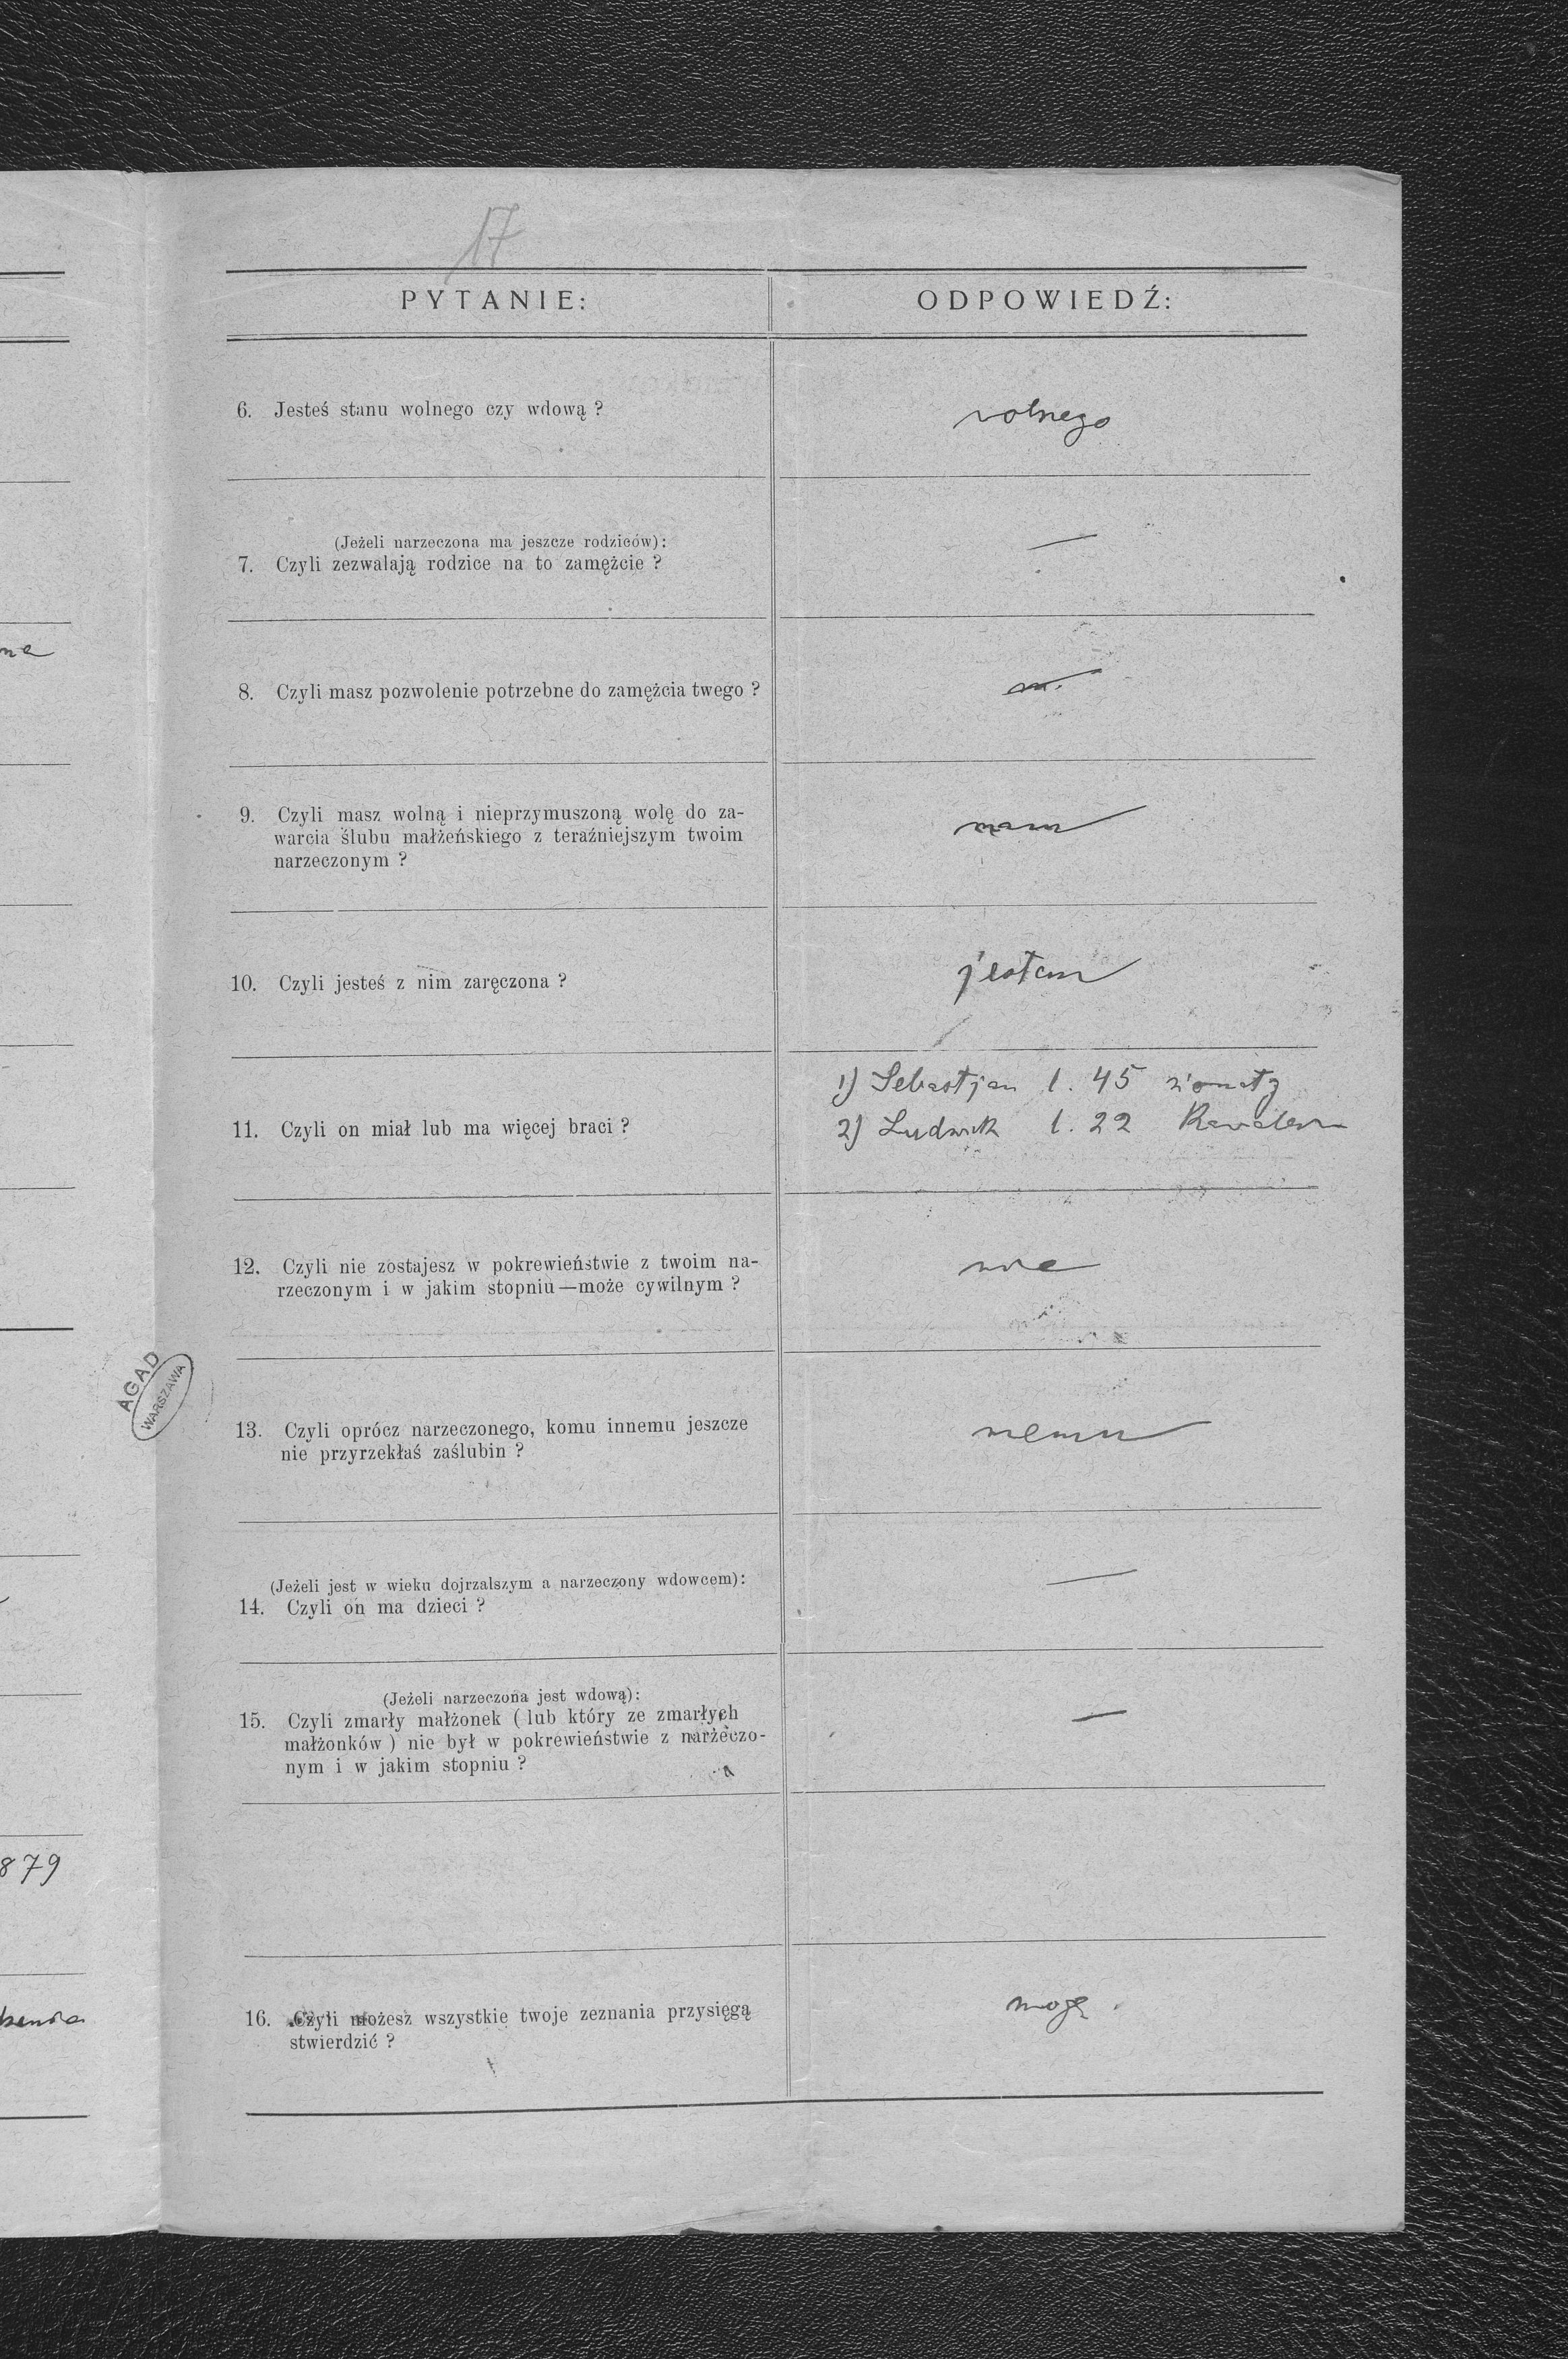 17
PYTANIE: ODPOWIEDŹ:
6. Jesteś stanu wolnego czy wdową ? wolnego
(Jeżeli narzeczona ma jeszcze rodziców): —
7. Czyli zezwalają rodzice na to zamęźcie ?
8. Czyli masz pozwolenie potrzebne do zamężcia twego ?
9. Czyli masz wolną i nieprzymuszoną wolę do za-
warcia ślubu małżeńskiego z teraźniejszym twoim mam
narzeczonym ?
10. Czyli jesteś z nim zaręczona ? jestem
1) Sebastjan l. 45 żonaty
11. Czyli on miał lub ma więcej braci ? 2) Ludwik l. 22 Kawaler
12. Czyli nie zostajesz w pokrewieństwie z twoim na- nie
rzeczonym i w jakim stopniu—może cywilnym ?
AGAD
WARSZAWA
13. Czyli oprócz narzeczonego, komu innemu jeszcze
nie przyrzekłaś zaślubin ?
(Jeżeli jest w wieku dojrzalszym a narzeczony wdowcem): —
14. Czyli on ma dzieci ?
(Jeżeli narzeczona jest wdową):
15. Czyli zmarły małżonek ( lub który ze zmarłych —
małżonków ) nie był w pokrewieństwie z narzeczo-
nym i w jakim stopniu ?
879
16. Czyli możesz wszystkie twoje zeznania przysięgą mogę.
stwierdzić ?